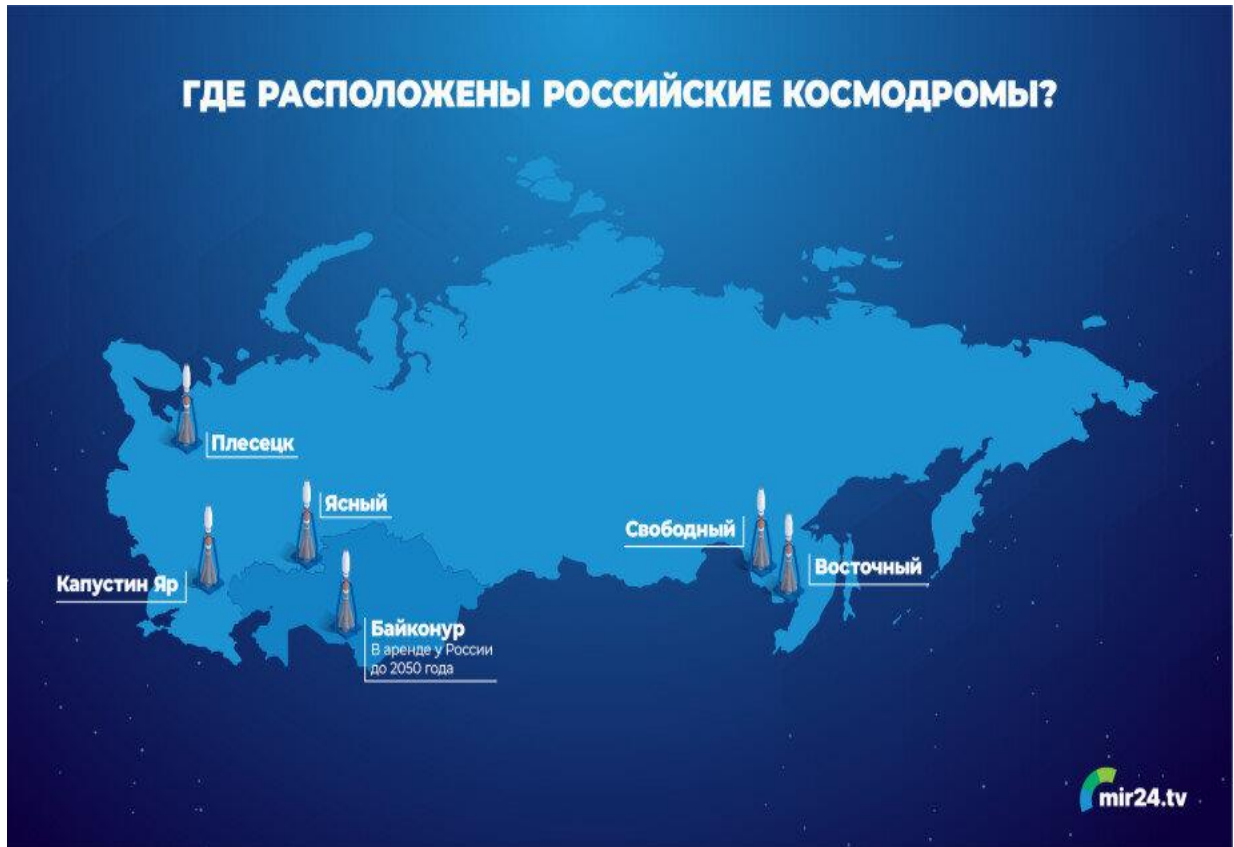 ГДЕ РАСПОЛОЖЕНЫ РОССИЙСКИЕ КОСМОДРОМЫ?
Плесецк
Ясный
Свободный
Восточный
Капустин Яр
Байконур
В аренде у России
до 2050 года
mir24.tv